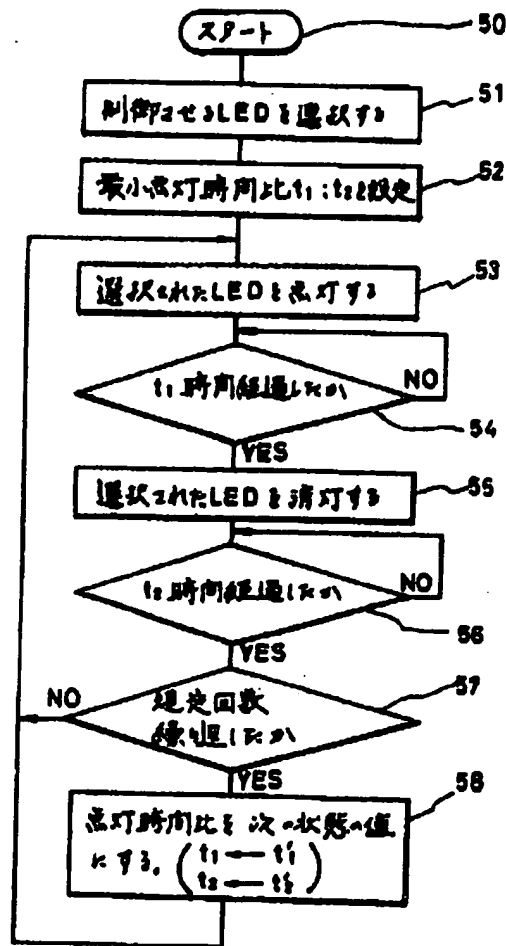 スタート
50
制御させるLEDを選択する
51
最小点灯時間比t₁:t₂を設定
52
選択されたLEDを点灯する
53
t₁時間経過したか
NO
54
YES
選択されたLEDを消灯する
55
t₂時間経過したか
NO
56
YES
規定回数
繰り返したか
NO
57
YES
点灯時間比を次の状態の値
にする。(t₁ ← t₁'
t₂ ← t₂')
58